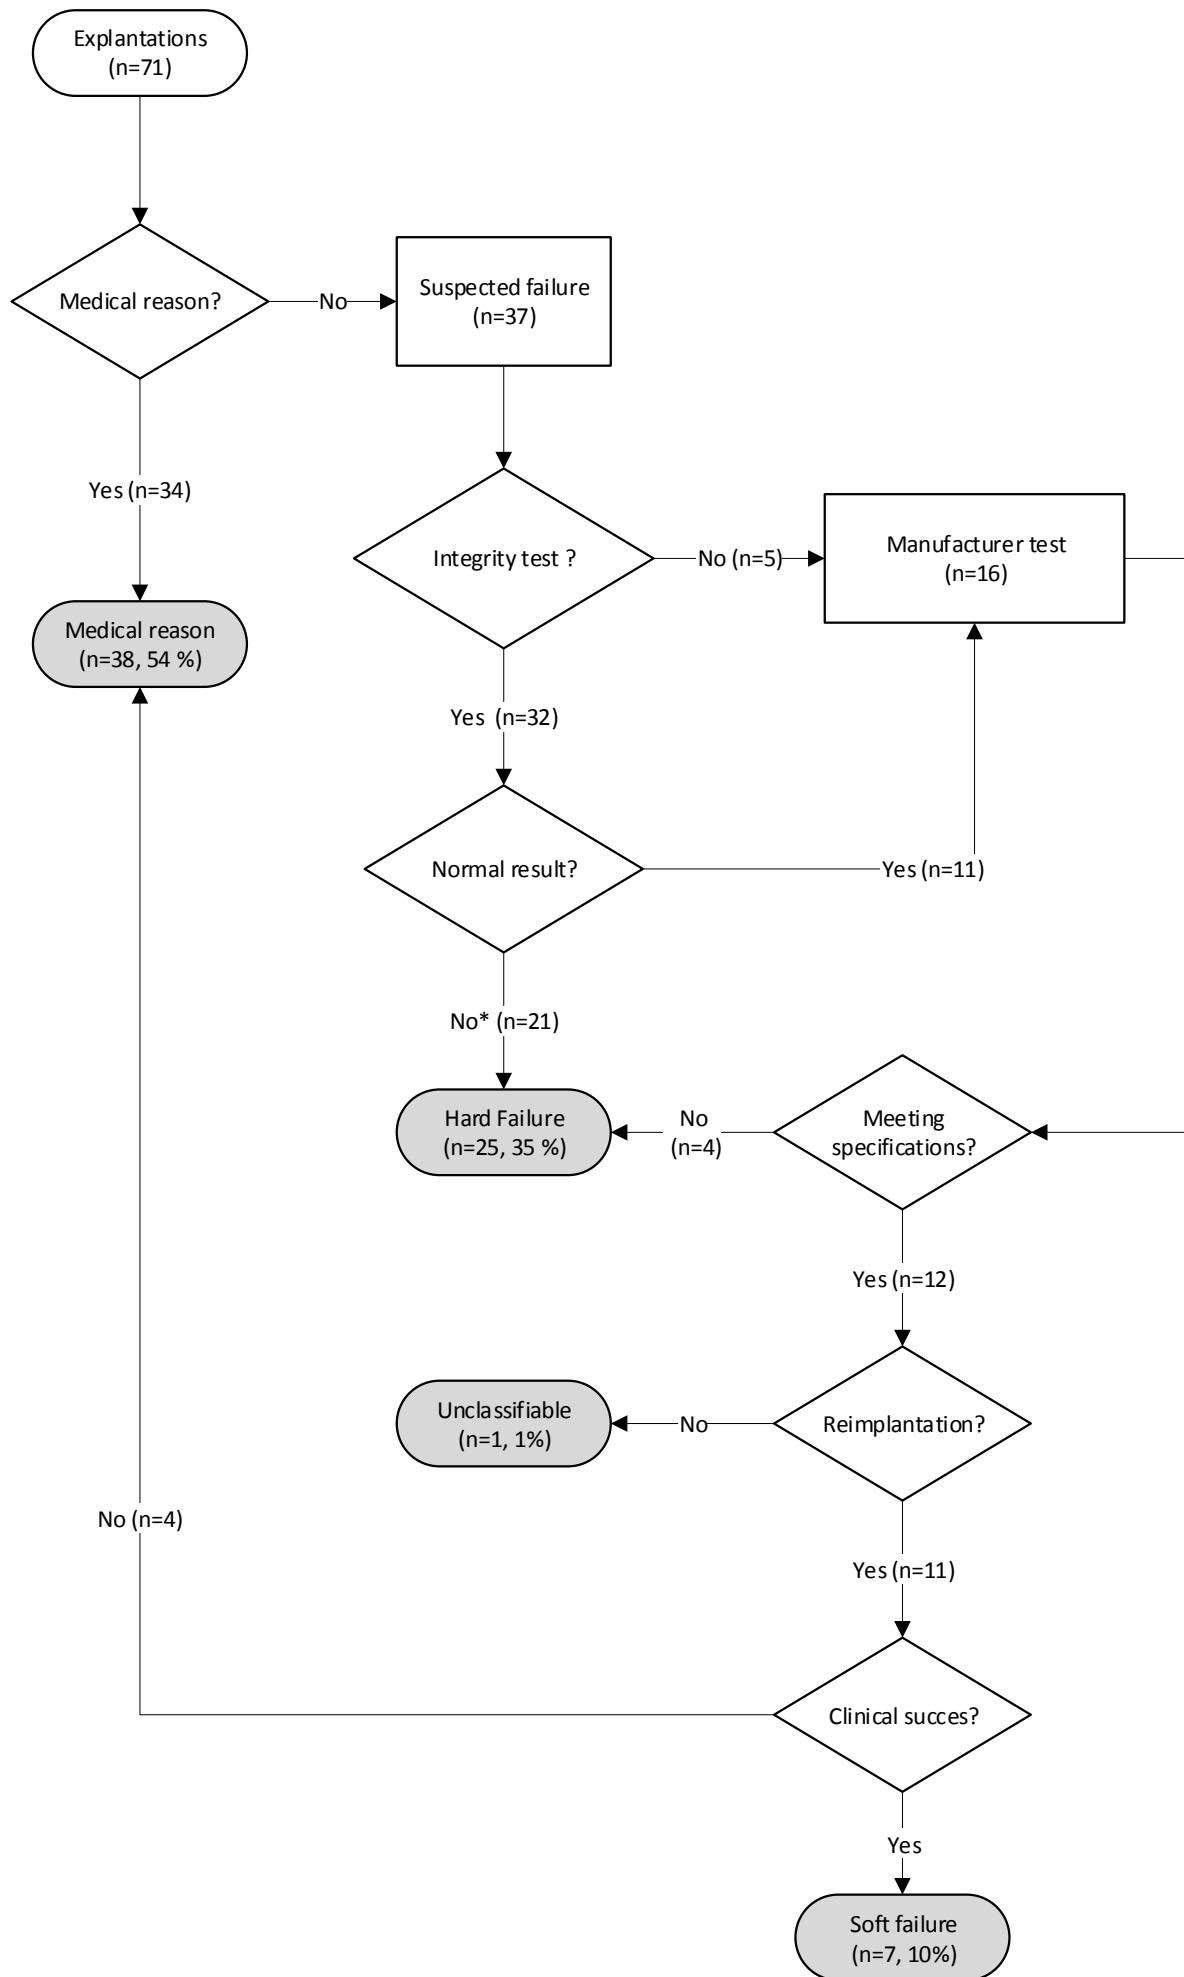 Explantations
(n=71)
Medical reason?
No
Suspected failure
(n=37)
Yes (n=34)
Integrity test ?
No (n=5)
Manufacturer test
(n=16)
Medical reason
(n=38, 54 %)
Yes  (n=32)
Normal result?
Yes (n=11)
No* (n=21)
Hard Failure
(n=25, 35 %)
No
(n=4)
Meeting
specifications?
Yes (n=12)
Unclassifiable
(n=1, 1%)
No
Reimplantation?
No (n=4)
Yes (n=11)
Clinical succes?
Yes
Soft failure
(n=7, 10%)